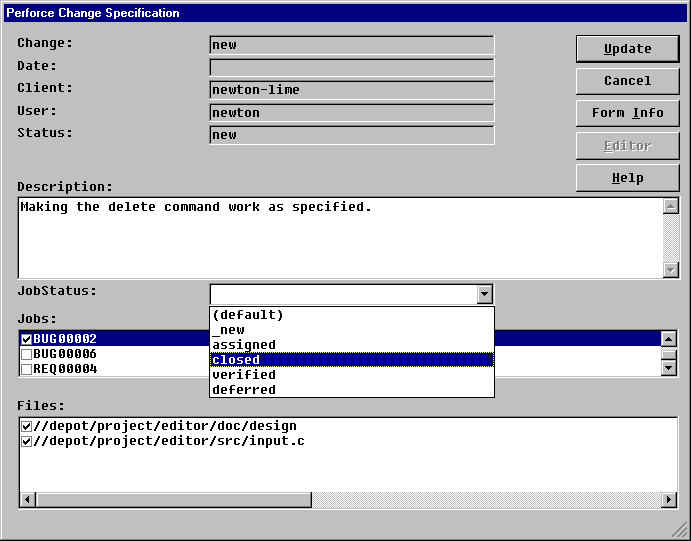 Perforce Change Specification
Change: new
Date:
Client: newton-lime
User: newton
Status: new
Update
Cancel
Form Info
Editor
Help
Description:
Making the delete command work as specified.
JobStatus:
(default)
_new
assigned
closed
verified
deferred
Jobs:
BUG00002
BUG00006
REQ00004
Files:
//depot/project/editor/doc/design
//depot/project/editor/src/input.c